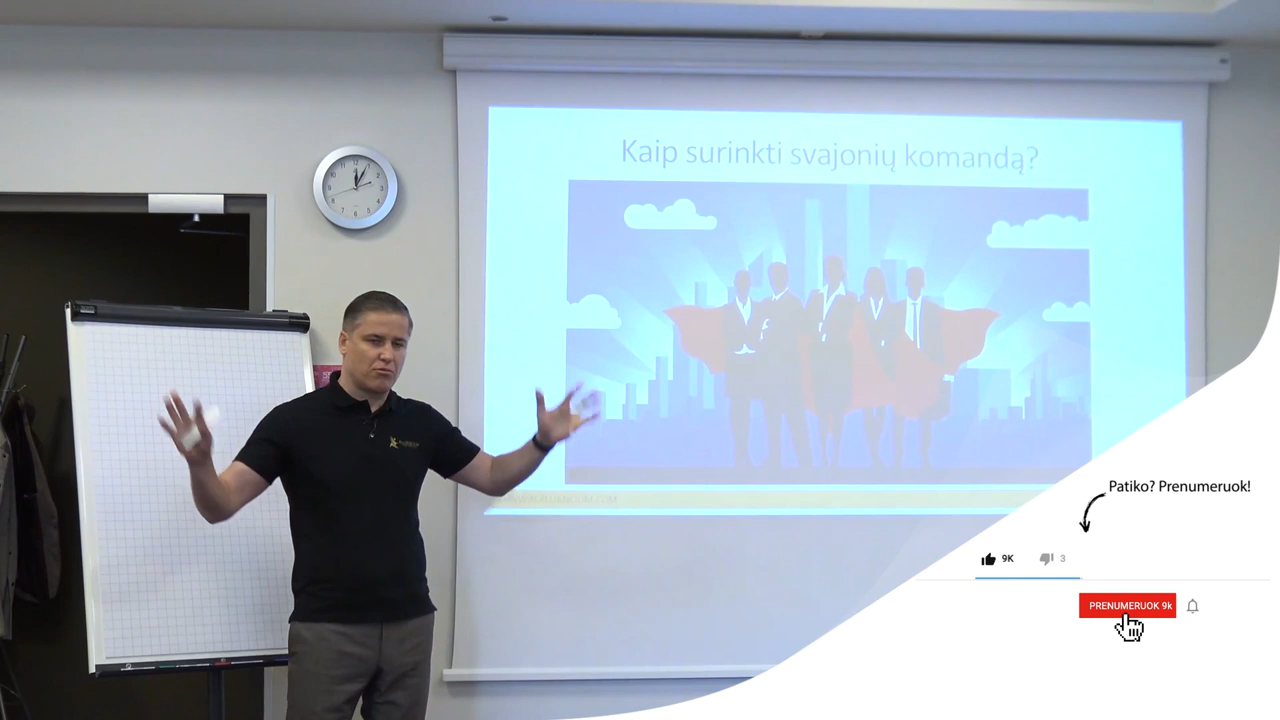 Kaip surinkti svajonių komandą?
Patiko? Prenumeruok!
9K
3
PRENUMERUOK 9k